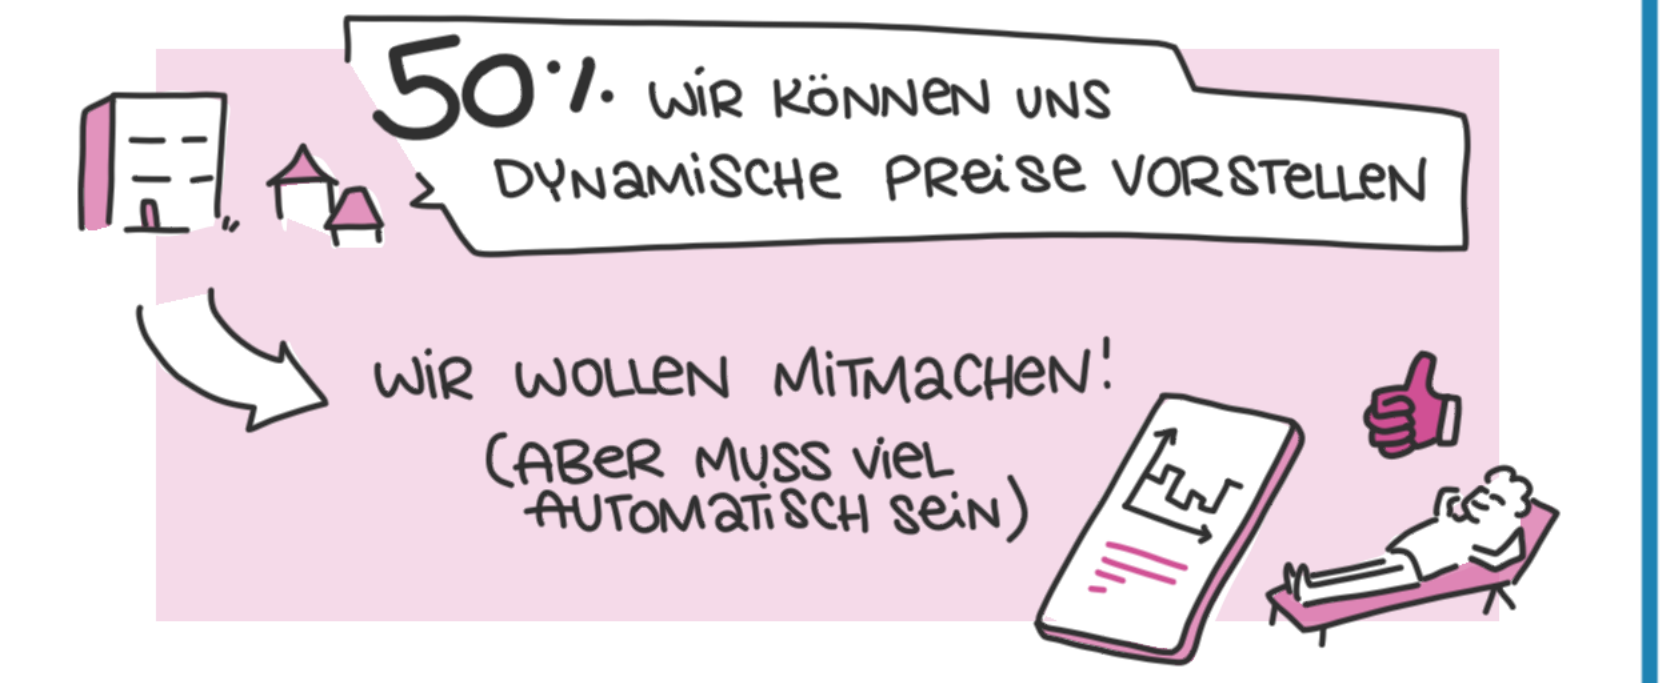 50% WiR KÖNNeN UNS
DYNaMiSCHe PReiSe VORSTeLLeN
WiR WOLLeN MiTMaCHeN!
(ABeR MUSS VieL
AUTOMaTiSCH SeiN)